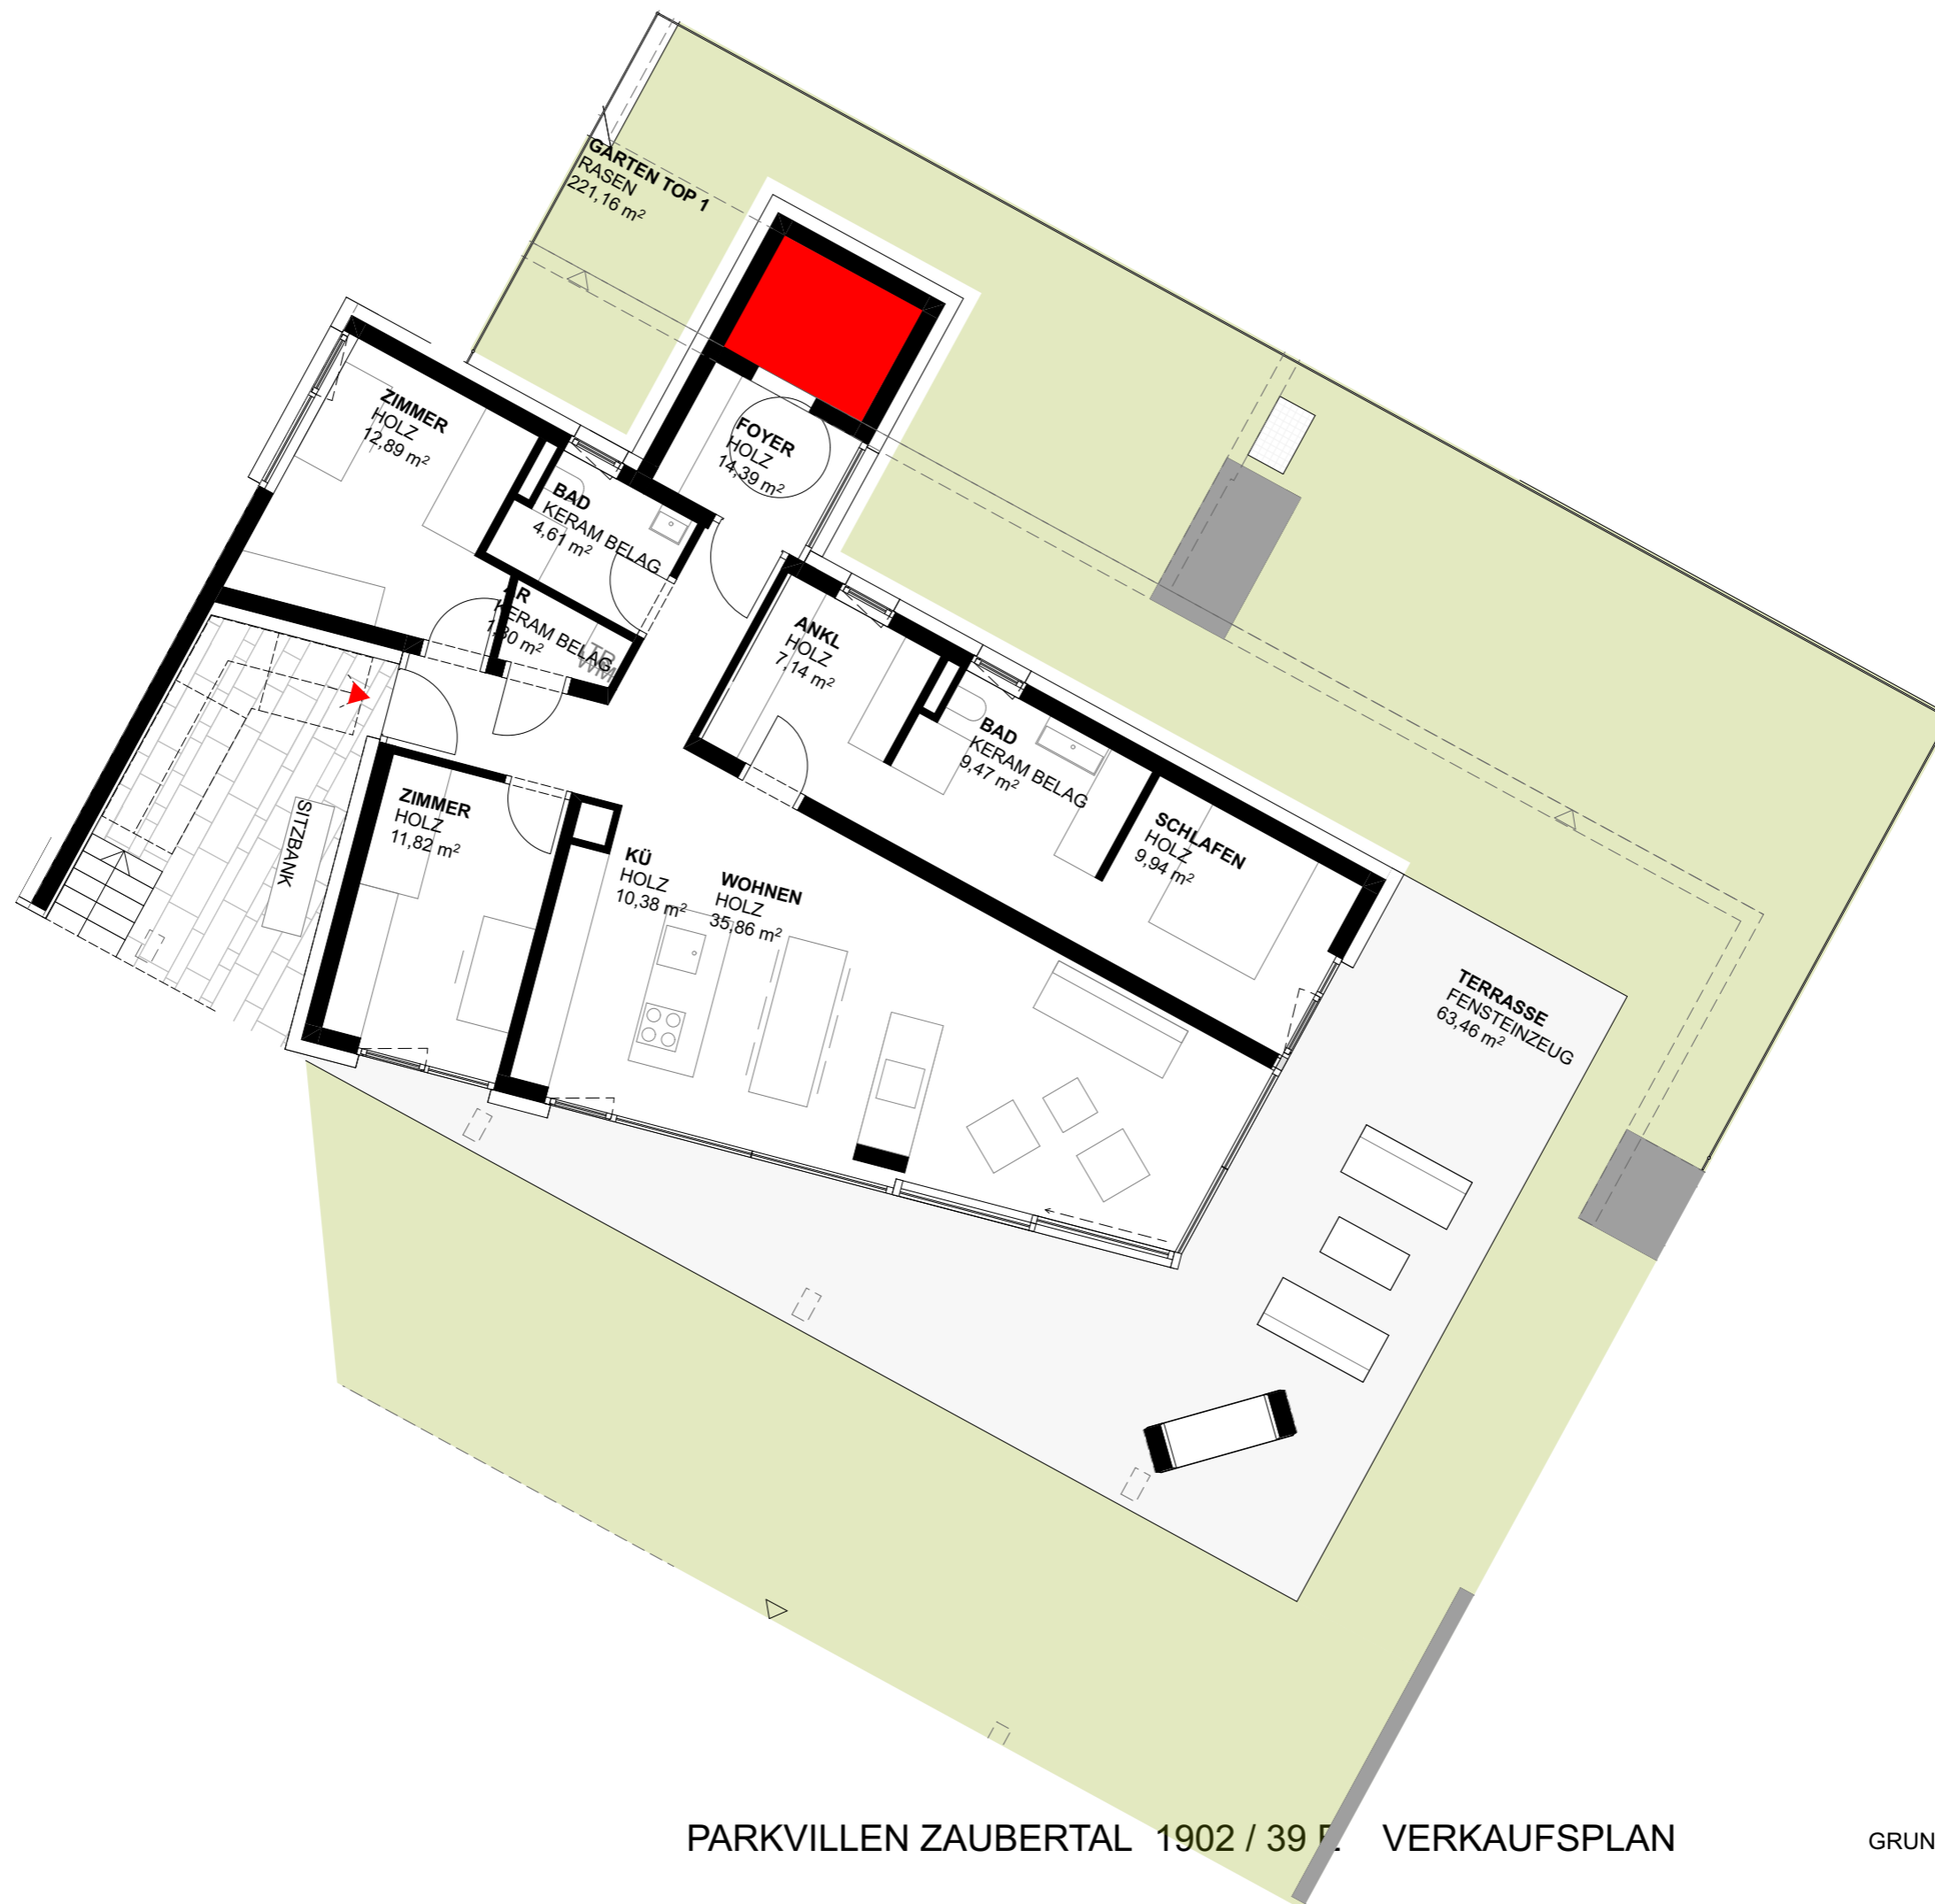 GARTEN TOP 1
RASEN
221,16 m²
ZIMMER
HOLZ
12,89 m²
FOYER
HOLZ
14,39 m²
BAD
KERAM BELAG
4,61 m²
KERAM BELAG
TR
WM
ANKL
HOLZ
7,14 m²
BAD
KERAM BELAG
9,47 m²
SCHLAFEN
HOLZ
9,94 m²
ZIMMER
HOLZ
11,82 m²
SITZBANK
KÜ
HOLZ
10,38 m²
WOHNEN
HOLZ
35,86 m²
TERRASSE
FENSTEINZEUG
63,46 m²
PARKVILLEN ZAUBERTAL 1902 / 39 E VERKAUFSPLAN
GRUN